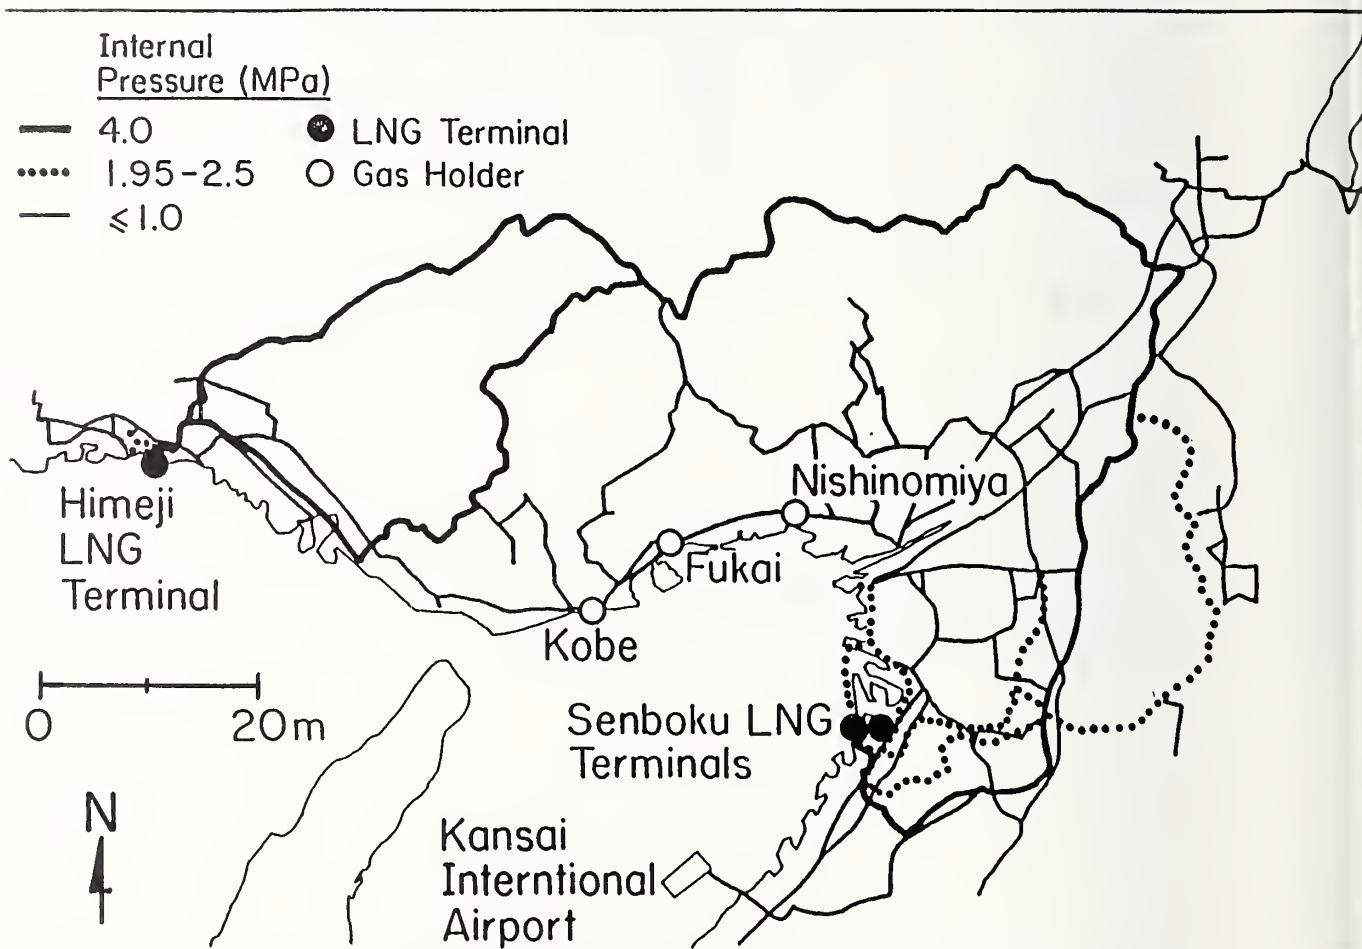 Internal
Pressure (MPa)
4.0
1.95-2.5
≤1.0
LNG Terminal
Gas Holder
Himeji
LNG
Terminal
Nishinomiya
Fukai
Kobe
0 20m
Senboku LNG
Terminals
N
Kansai
Interntional
Airport